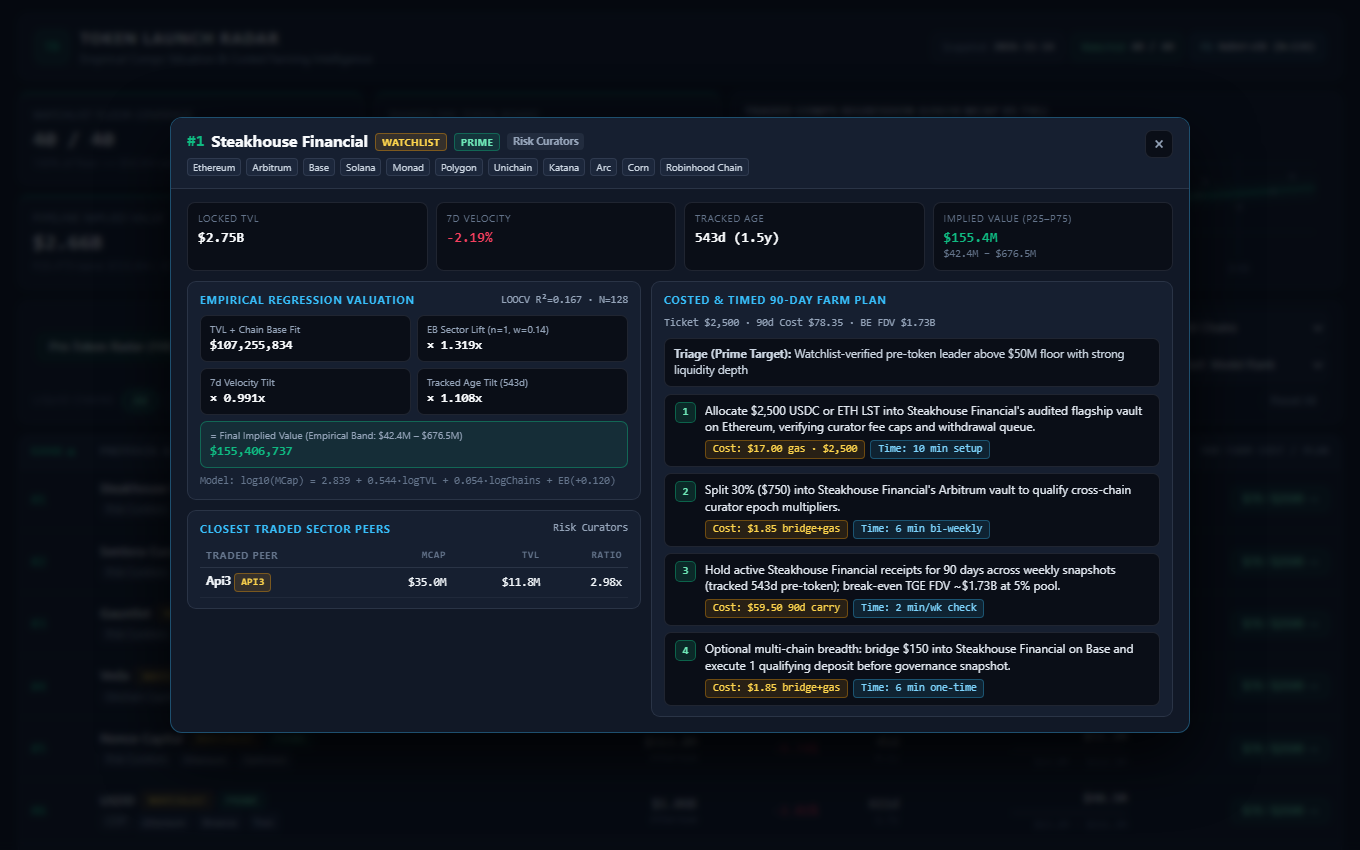 TOKEN LAUNCH RADAR
40 / 40
#1 Steakhouse Financial WATCHLIST PRIME Risk Curators
×
Ethereum Arbitrum Base Solana Monad Polygon Unichain Katana Arc Corn Robinhood Chain
LOCKED TVL
$2.75B
7D VELOCITY
-2.19%
TRACKED AGE
543d (1.5y)
IMPLIED VALUE (P25–P75)
$155.4M
$42.4M – $676.5M
EMPIRICAL REGRESSION VALUATION
LOOCV R²=0.167 · N=128
TVL + Chain Base Fit
$107,255,834
EB Sector Lift (n=1, w=0.14)
× 1.319x
7d Velocity Tilt
× 0.991x
Tracked Age Tilt (543d)
× 1.108x
= Final Implied Value (Empirical Band: $42.4M – $676.5M)
$155,406,737
Model: log10(MCap) = 2.839 + 0.544·logTVL + 0.054·logChains + EB(+0.120)
CLOSEST TRADED SECTOR PEERS
Risk Curators
TRADED PEER MCAP TVL RATIO
Api3 API3 $35.0M $11.8M 2.98x
COSTED & TIMED 90-DAY FARM PLAN
Ticket $2,500 · 90d Cost $78.35 · BE FDV $1.73B
Triage (Prime Target): Watchlist-verified pre-token leader above $50M floor with strong
liquidity depth
1
Allocate $2,500 USDC or ETH LST into Steakhouse Financial's audited flagship vault
on Ethereum, verifying curator fee caps and withdrawal queue.
Cost: $17.00 gas · $2,500 Time: 10 min setup
2
Split 30% ($750) into Steakhouse Financial's Arbitrum vault to qualify cross-chain
curator epoch multipliers.
Cost: $1.85 bridge+gas Time: 6 min bi-weekly
3
Hold active Steakhouse Financial receipts for 90 days across weekly snapshots
(tracked 543d pre-token); break-even TGE FDV ~$1.73B at 5% pool.
Cost: $59.50 90d carry Time: 2 min/wk check
4
Optional multi-chain breadth: bridge $150 into Steakhouse Financial on Base and
execute 1 qualifying deposit before governance snapshot.
Cost: $1.85 bridge+gas Time: 6 min one-time